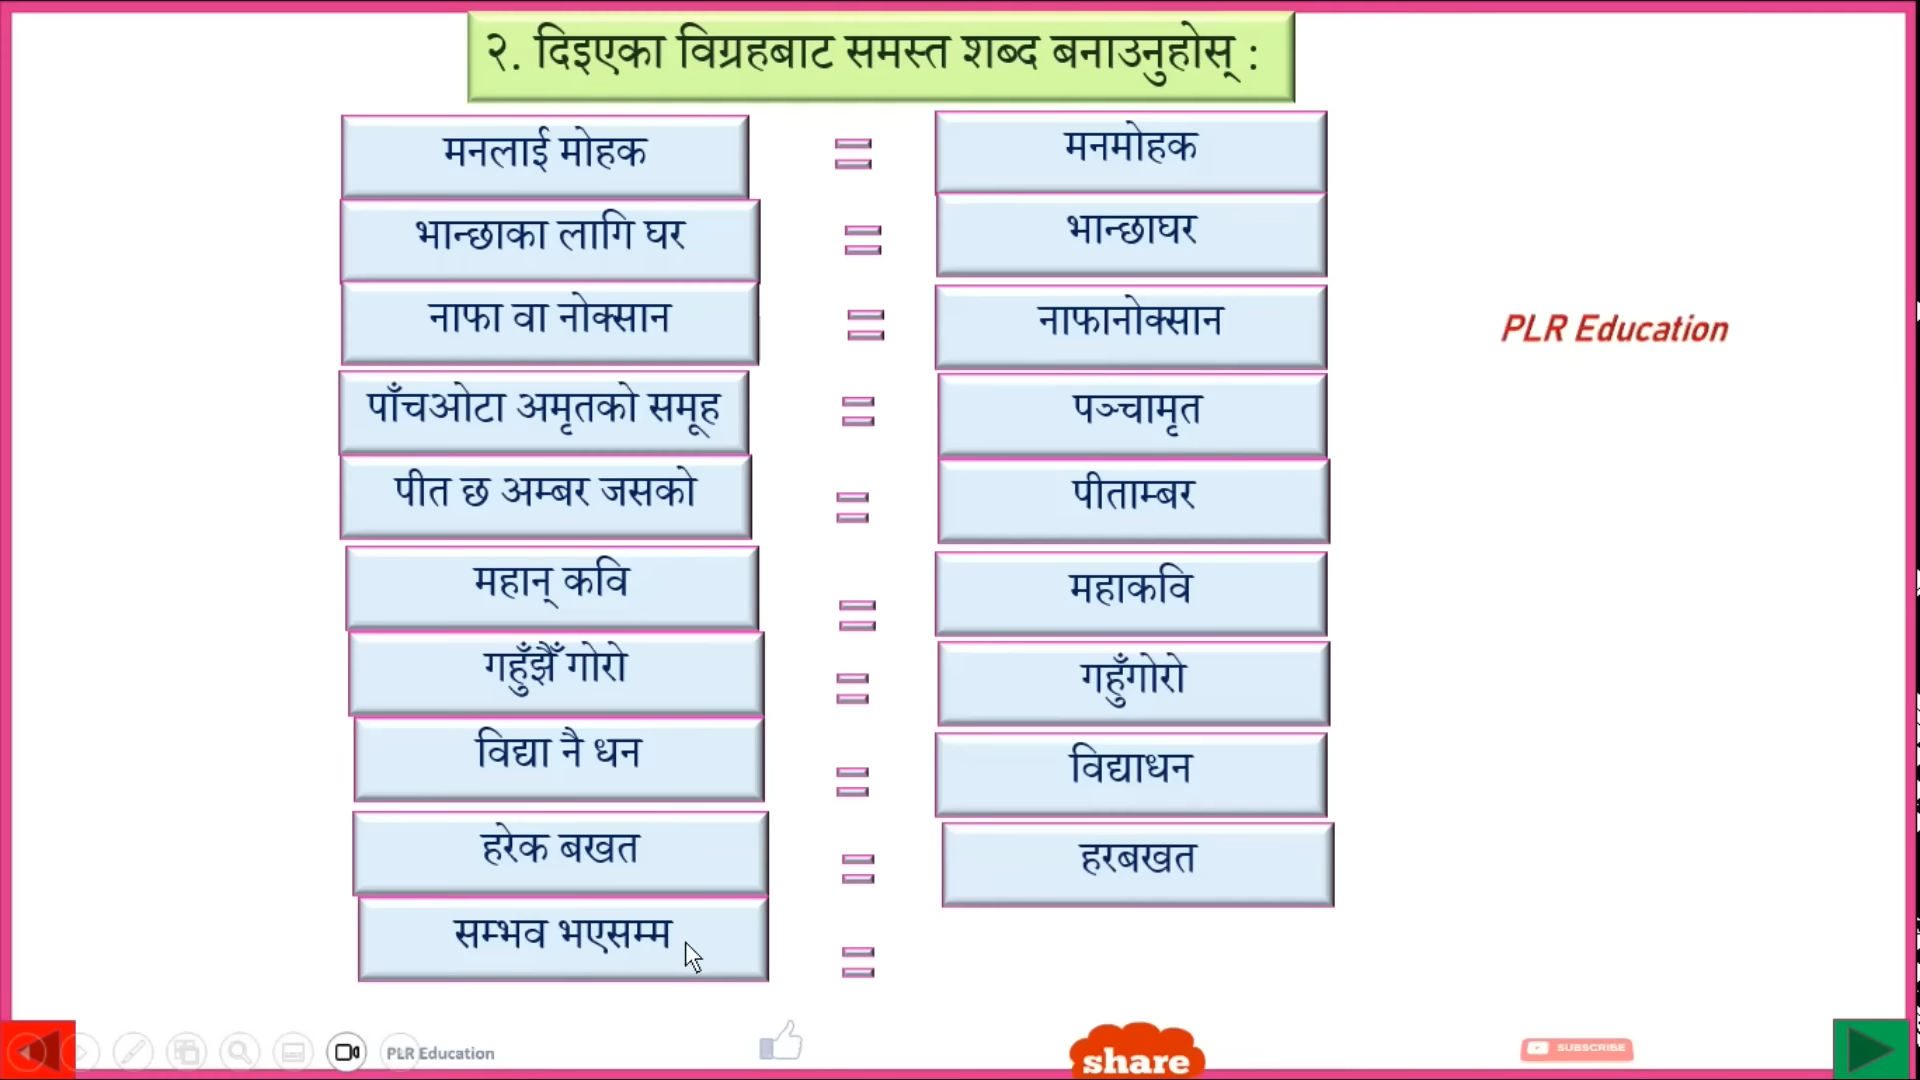 २. दिइएका विग्रहबाट समस्त शब्द बनाउनुहोस् :
मनलाई मोहक = मनमोहक
भान्छाका लागि घर = भान्छाघर
नाफा वा नोक्सान = नाफानोक्सान
PLR Education
पाँचओटा अमृतको समूह = पञ्चामृत
पीत छ अम्बर जसको = पीताम्बर
महान् कवि = महाकवि
गहुँझैँ गोरो = गहुँगोरो
विद्या नै धन = विद्याधन
हरेक बखत = हरबखत
सम्भव भएसम्म =
PLR Education
share
SUBSCRIBE